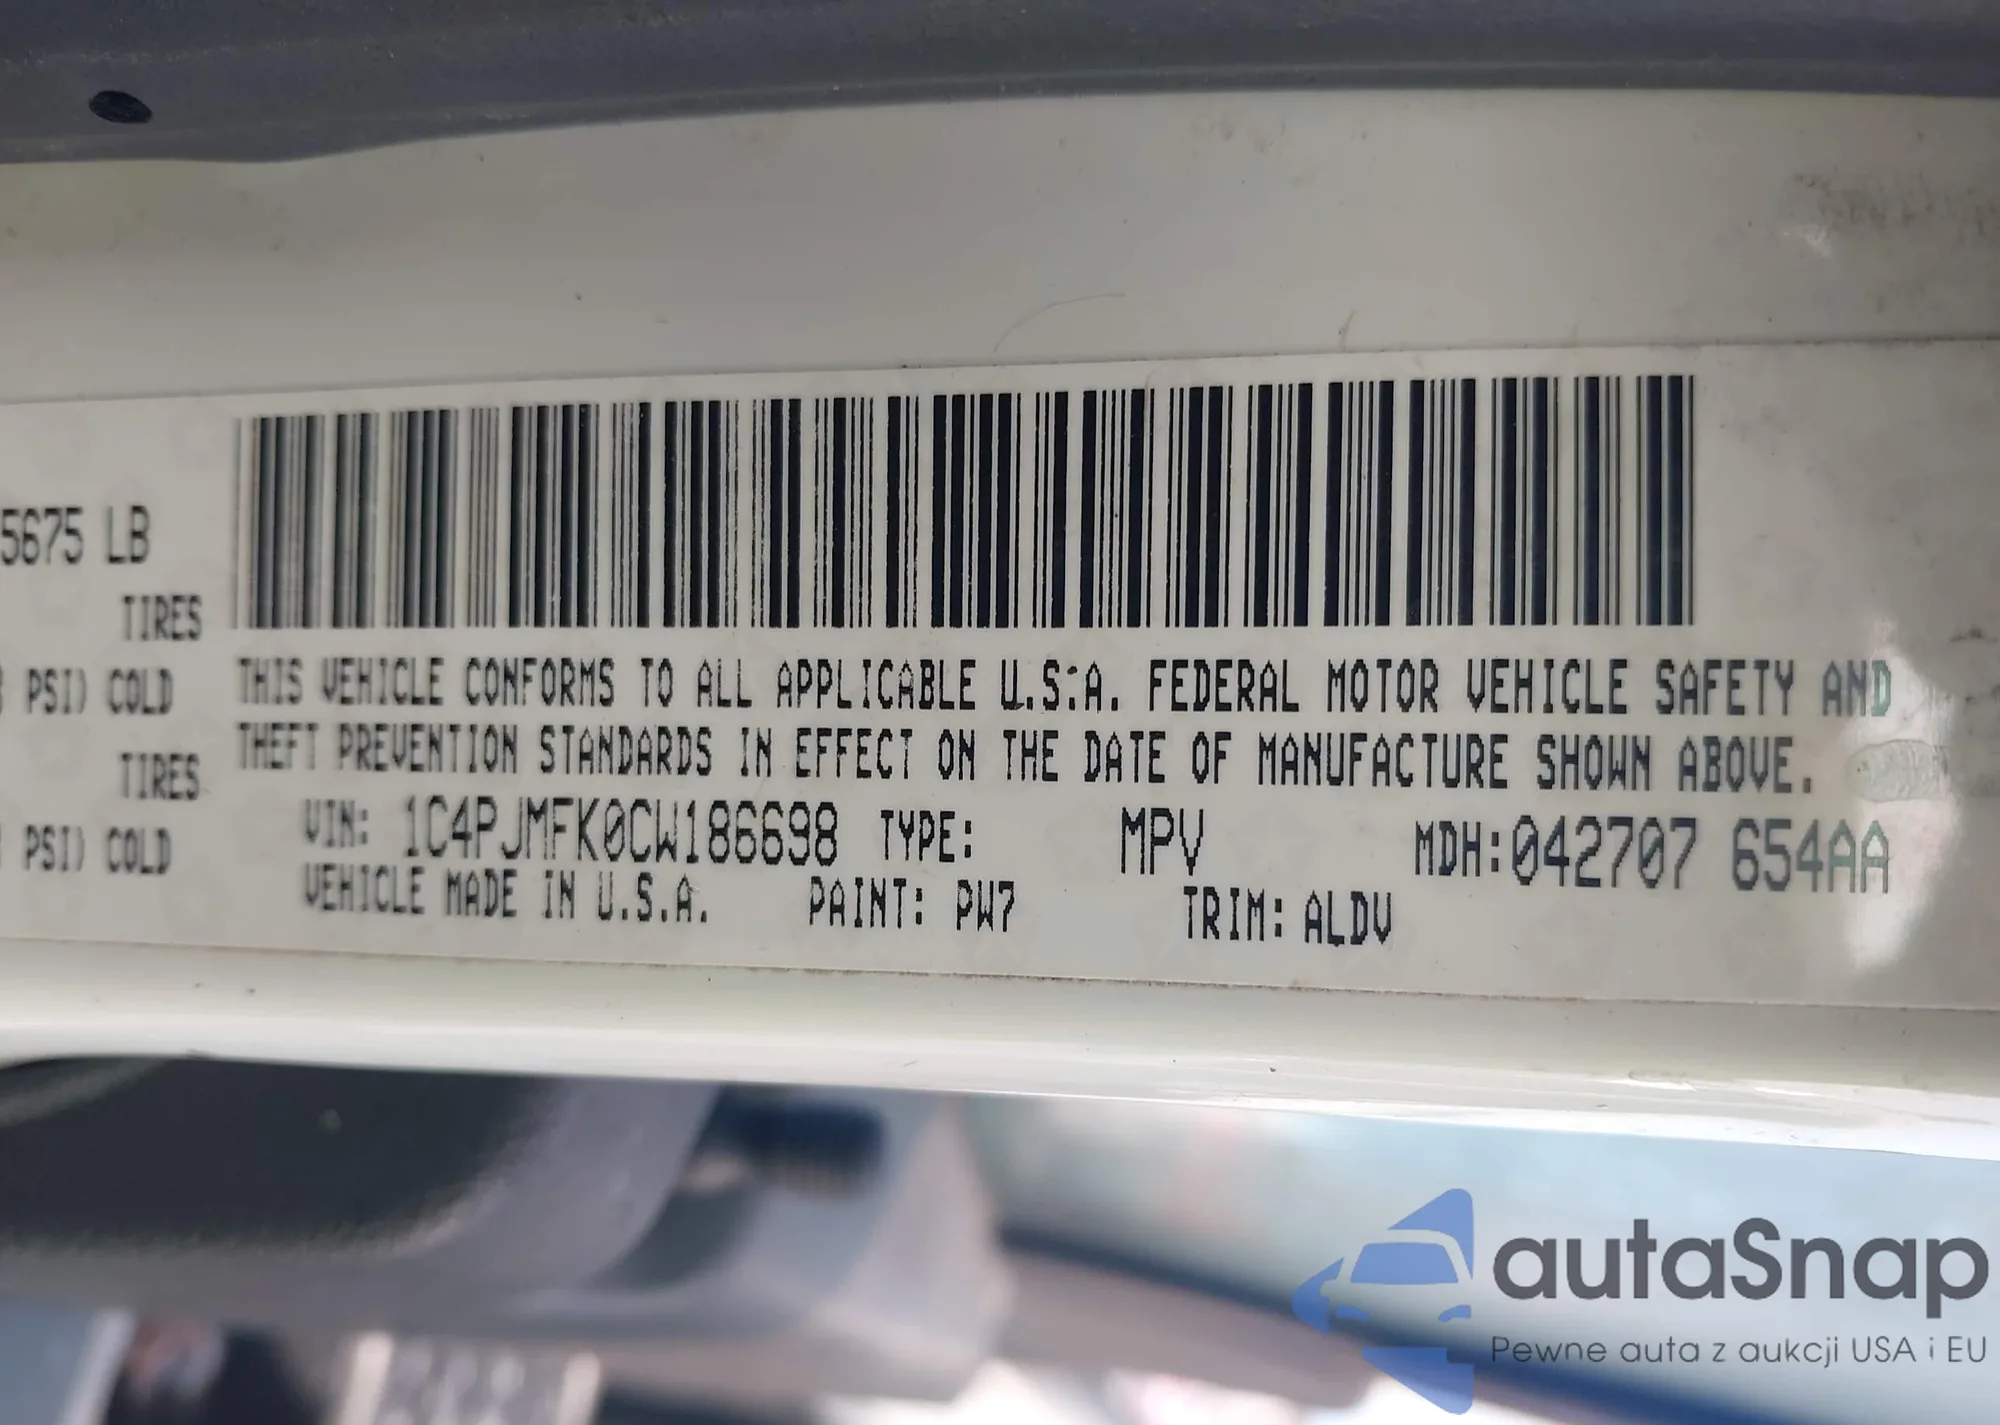 5675 LB
TIRES
PSI) COLD
TIRES
PSI) COLD
THIS VEHICLE CONFORMS TO ALL APPLICABLE U.S.A. FEDERAL MOTOR VEHICLE SAFETY AND
THEFT PREVENTION STANDARDS IN EFFECT ON THE DATE OF MANUFACTURE SHOWN ABOVE.
VIN: 1C4PJMFK0CW186698 TYPE: MPV MDH:042707 654AA
VEHICLE MADE IN U.S.A. PAINT: PW7 TRIM: ALDV
autaSnap
Pewne auta z aukcji USA i EU